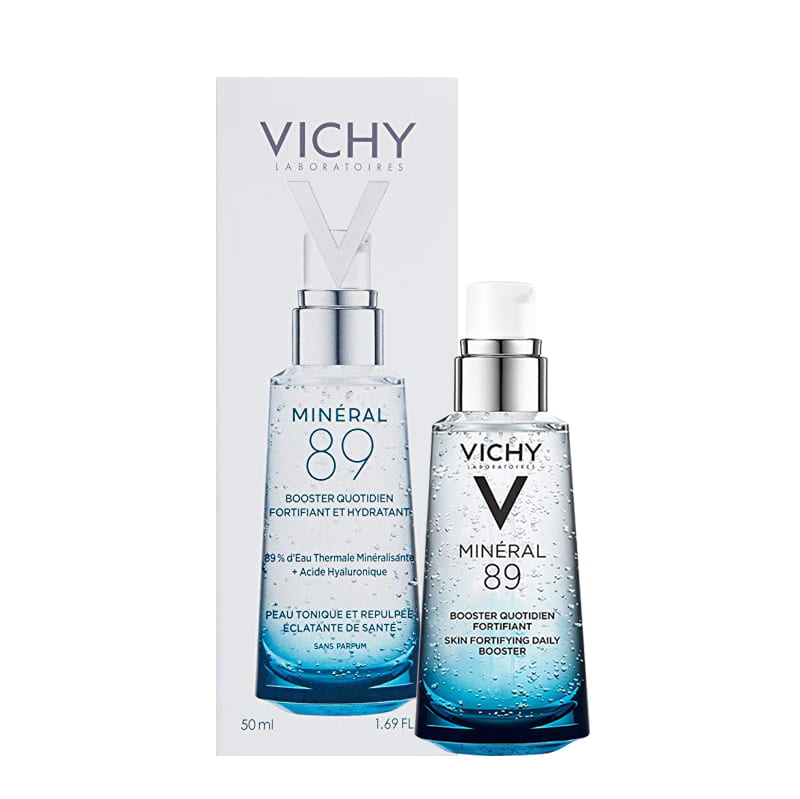 VICHY
LABORATOIRES
MINÉRAL
89
BOOSTER QUOTIDIEN
FORTIFIANT ET HYDRATANT
89% d'Eau Thermale Minéralisante
+ Acide Hyaluronique
PEAU TONIQUE ET REPULPÉE
ÉCLATANTE DE SANTÉ
SANS PARFUM
50 ml
1.69 FL
VICHY
LABORATOIRES
MINÉRAL
89
BOOSTER QUOTIDIEN
FORTIFIANT
SKIN FORTIFYING DAILY
BOOSTER